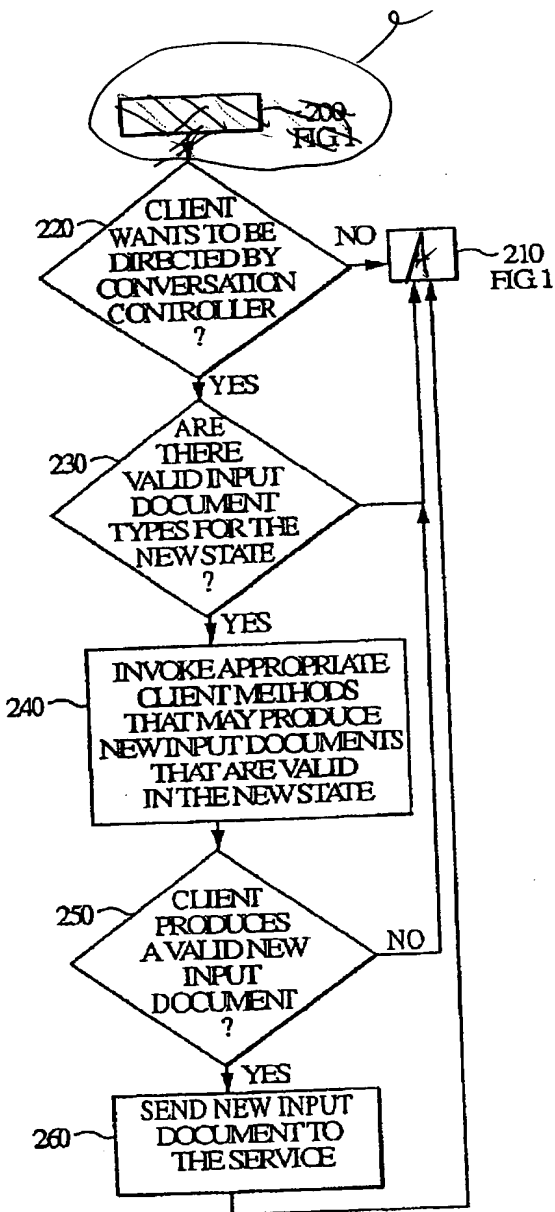 200
FIG 1
220
CLIENT
WANTS TO BE
DIRECTED BY
CONVERSATION
CONTROLLER
?
NO
A
210
FIG 1
YES
230
ARE
THERE
VALID INPUT
DOCUMENT
TYPES FOR THE
NEW STATE
?
YES
240
INVOKE APPROPRIATE
CLIENT METHODS
THAT MAY PRODUCE
NEW INPUT DOCUMENTS
THAT ARE VALID
IN THE NEW STATE
250
CLIENT
PRODUCES
A VALID NEW
INPUT
DOCUMENT
?
NO
YES
260
SEND NEW INPUT
DOCUMENT TO
THE SERVICE